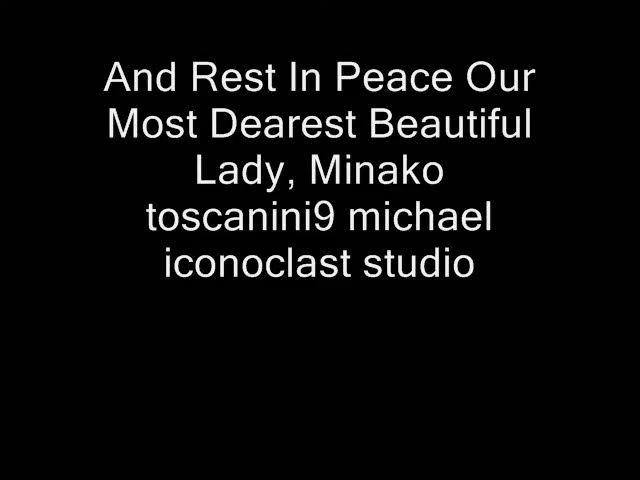 And Rest In Peace Our
Most Dearest Beautiful
Lady, Minako
toscanini9 michael
iconoclast studio